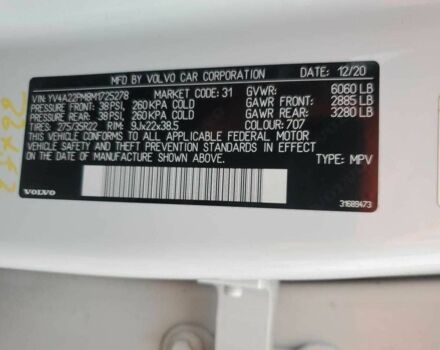 MFD BY VOLVO CAR CORPORATION 12/20
VIN: YV4A22PM8M1725278 MARKET CODE: 31 GVWR: 6060 LB
PRESSURE FRONT: 38 PSI, 260 KPA COLD GAWR FRONT: 2885 LB
PRESSURE REAR: 38 PSI, 260 KPA COLD GAWR REAR: 3280 LB
TIRES: 275/35R22 RIM: 9Jx22x38.5 COLOUR: 707
THIS VEHICLE CONFORMS TO ALL APPLICABLE FEDERAL MOTOR
VEHICLE SAFETY AND THEFT PREVENTION STANDARDS IN
EFFECT ON THE DATE OF MANUFACTURE SHOWN ABOVE.
TYPE: MPV
VOLVO
31689473